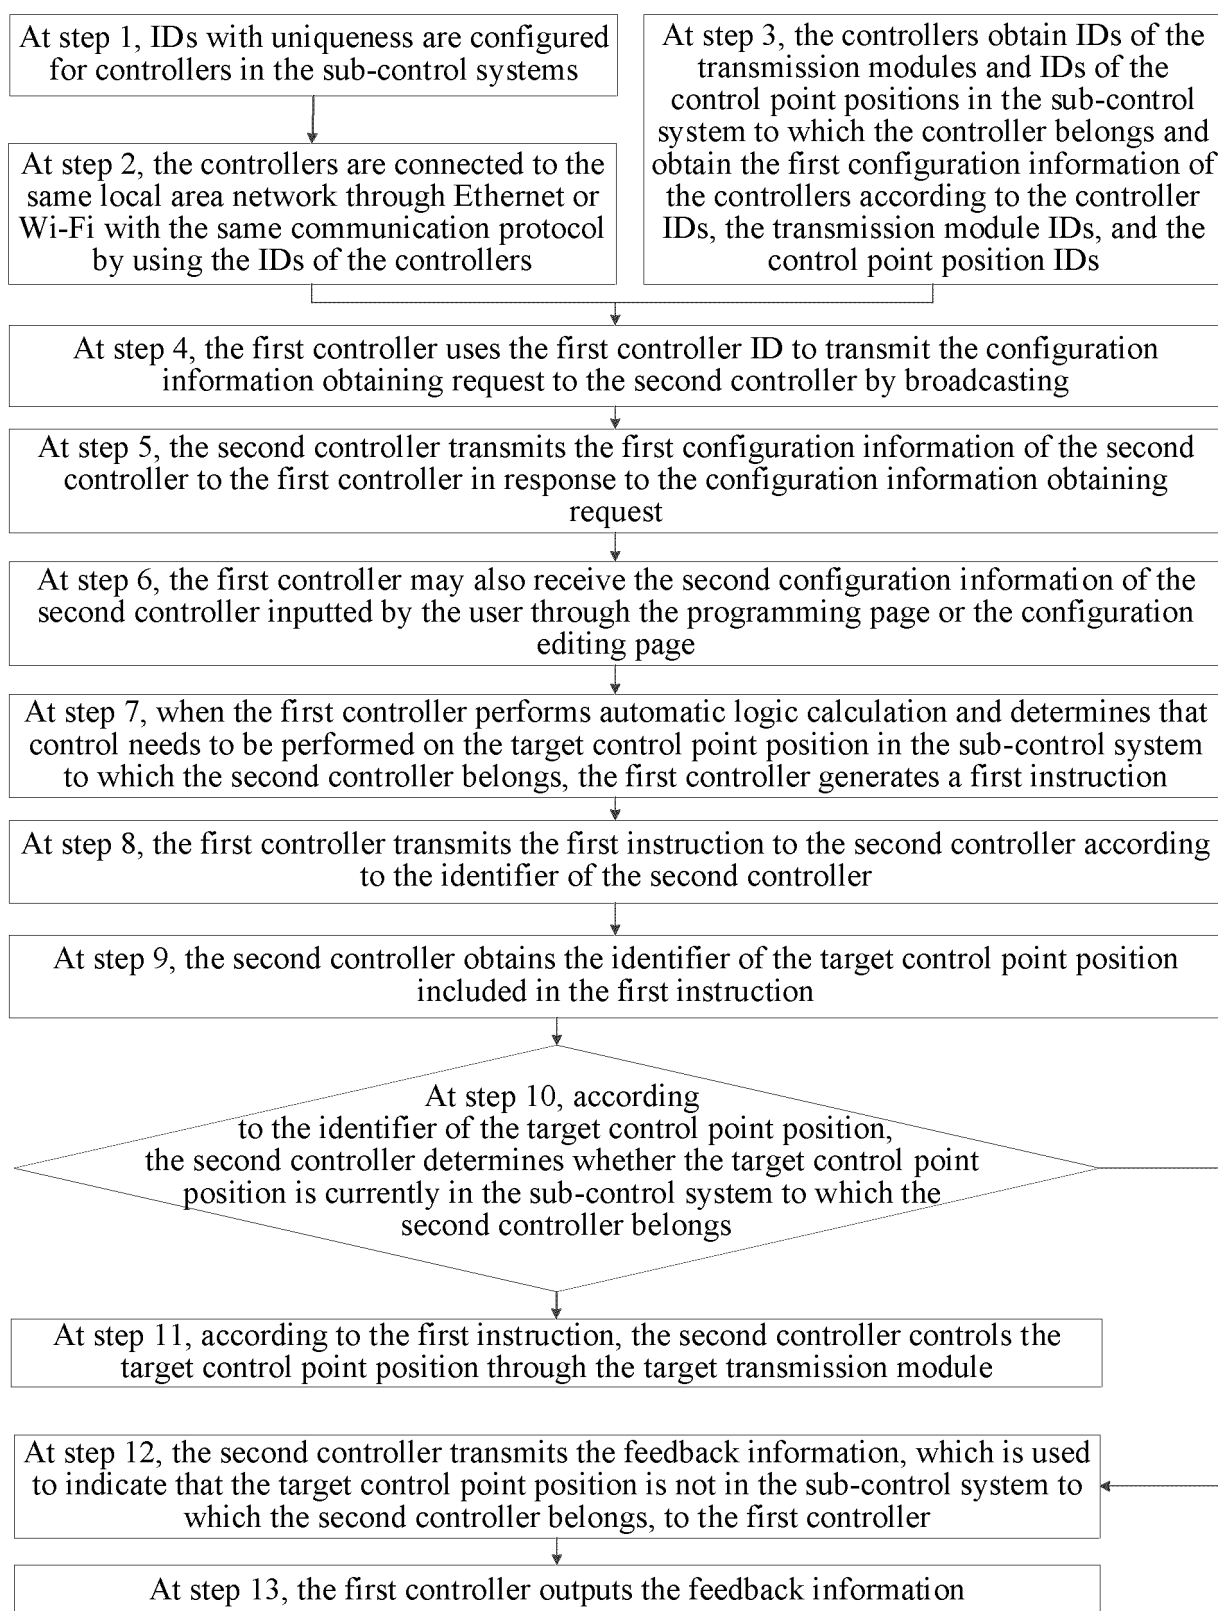 At step 1, IDs with uniqueness are configured
for controllers in the sub-control systems
At step 2, the controllers are connected to the
same local area network through Ethernet or
Wi-Fi with the same communication protocol
by using the IDs of the controllers
At step 3, the controllers obtain IDs of the
transmission modules and IDs of the
control point positions in the sub-control
system to which the controller belongs and
obtain the first configuration information of
the controllers according to the controller
IDs, the transmission module IDs, and the
control point position IDs
At step 4, the first controller uses the first controller ID to transmit the configuration
information obtaining request to the second controller by broadcasting
At step 5, the second controller transmits the first configuration information of the second
controller to the first controller in response to the configuration information obtaining
request
At step 6, the first controller may also receive the second configuration information of the
second controller inputted by the user through the programming page or the configuration
editing page
At step 7, when the first controller performs automatic logic calculation and determines that
control needs to be performed on the target control point position in the sub-control system
to which the second controller belongs, the first controller generates a first instruction
At step 8, the first controller transmits the first instruction to the second controller according
to the identifier of the second controller
At step 9, the second controller obtains the identifier of the target control point position
included in the first instruction
At step 10, according
to the identifier of the target control point position,
the second controller determines whether the target control point
position is currently in the sub-control system to which the
second controller belongs
At step 11, according to the first instruction, the second controller controls the
target control point position through the target transmission module
At step 12, the second controller transmits the feedback information, which is used
to indicate that the target control point position is not in the sub-control system to
which the second controller belongs, to the first controller
At step 13, the first controller outputs the feedback information